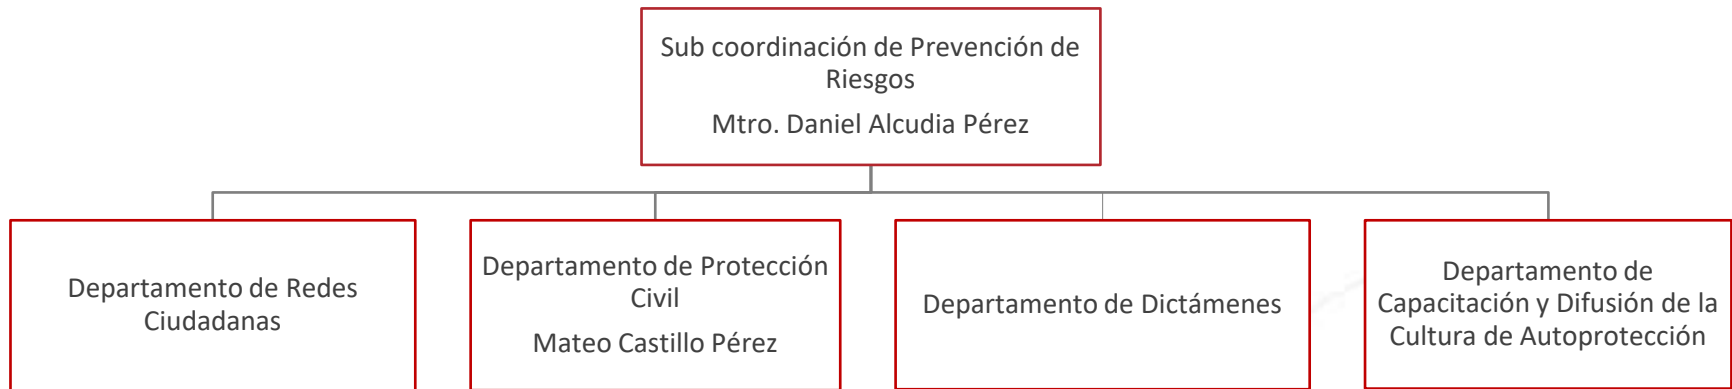 Sub coordinación de Prevención de
Riesgos
Mtro. Daniel Alcudia Pérez
Departamento de Redes
Ciudadanas
Departamento de Protección
Civil
Mateo Castillo Pérez
Departamento de Dictámenes
Departamento de
Capacitación y Difusión de la
Cultura de Autoprotección